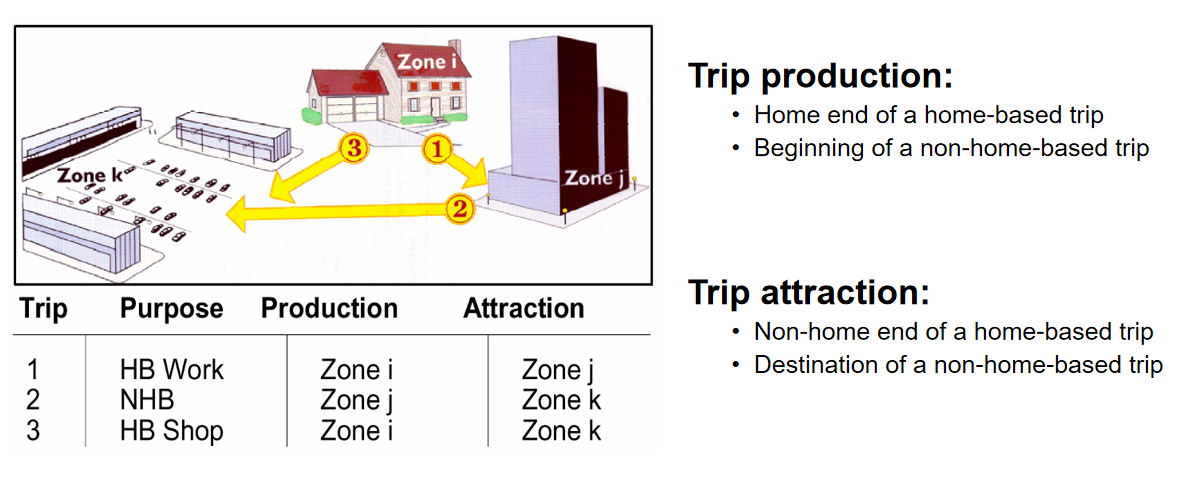 Zone i
Zone j
Zone k
3
1
2
Trip Purpose Production Attraction
1 HB Work Zone i Zone j
2 NHB Zone j Zone k
3 HB Shop Zone i Zone k
Trip production:
• Home end of a home-based trip
• Beginning of a non-home-based trip
Trip attraction:
• Non-home end of a home-based trip
• Destination of a non-home-based trip